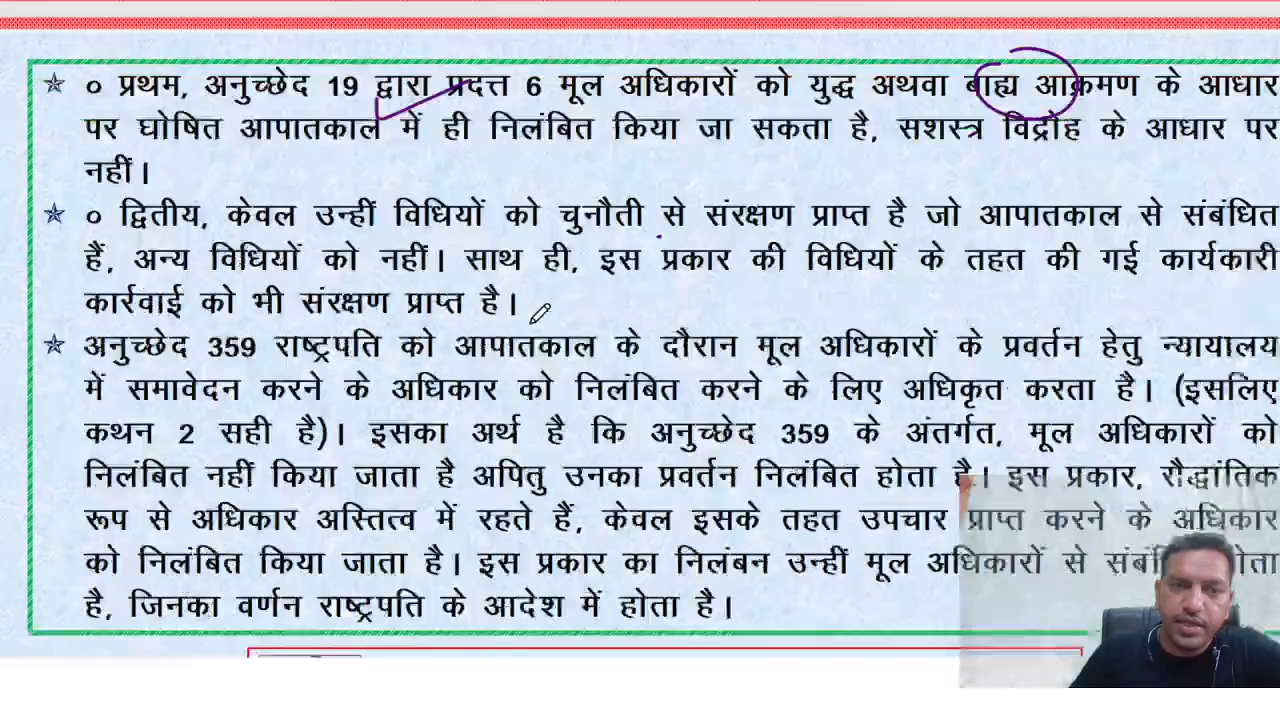 ० प्रथम, अनुच्छेद 19 द्वारा प्रदत्त 6 मूल अधिकारों को युद्ध अथवा बाह्य आक्रमण के आधार
पर घोषित आपातकाल में ही निलंबित किया जा सकता है, सशस्त्र विद्रोह के आधार पर
नहीं।
० द्वितीय, केवल उन्हीं विधियों को चुनौती से संरक्षण प्राप्त है जो आपातकाल से संबंधित
हैं, अन्य विधियों को नहीं। साथ ही, इस प्रकार की विधियों के तहत की गई कार्यकारी
कार्रवाई को भी संरक्षण प्राप्त है।
अनुच्छेद 359 राष्ट्रपति को आपातकाल के दौरान मूल अधिकारों के प्रवर्तन हेतु न्यायालय
में समावेदन करने के अधिकार को निलंबित करने के लिए अधिकृत करता है। (इसलिए
कथन 2 सही है)। इसका अर्थ है कि अनुच्छेद 359 के अंतर्गत, मूल अधिकारों को
निलंबित नहीं किया जाता है अपितु उनका प्रवर्तन निलंबित होता है। इस प्रकार, रौद्धांतिक
रूप से अधिकार अस्तित्व में रहते हैं, केवल इसके तहत उपचार प्राप्त करने के अधिकार
को निलंबित किया जाता है। इस प्रकार का निलंबन उन्हीं मूल अधिकारों से
है, जिनका वर्णन राष्ट्रपति के आदेश में होता है।